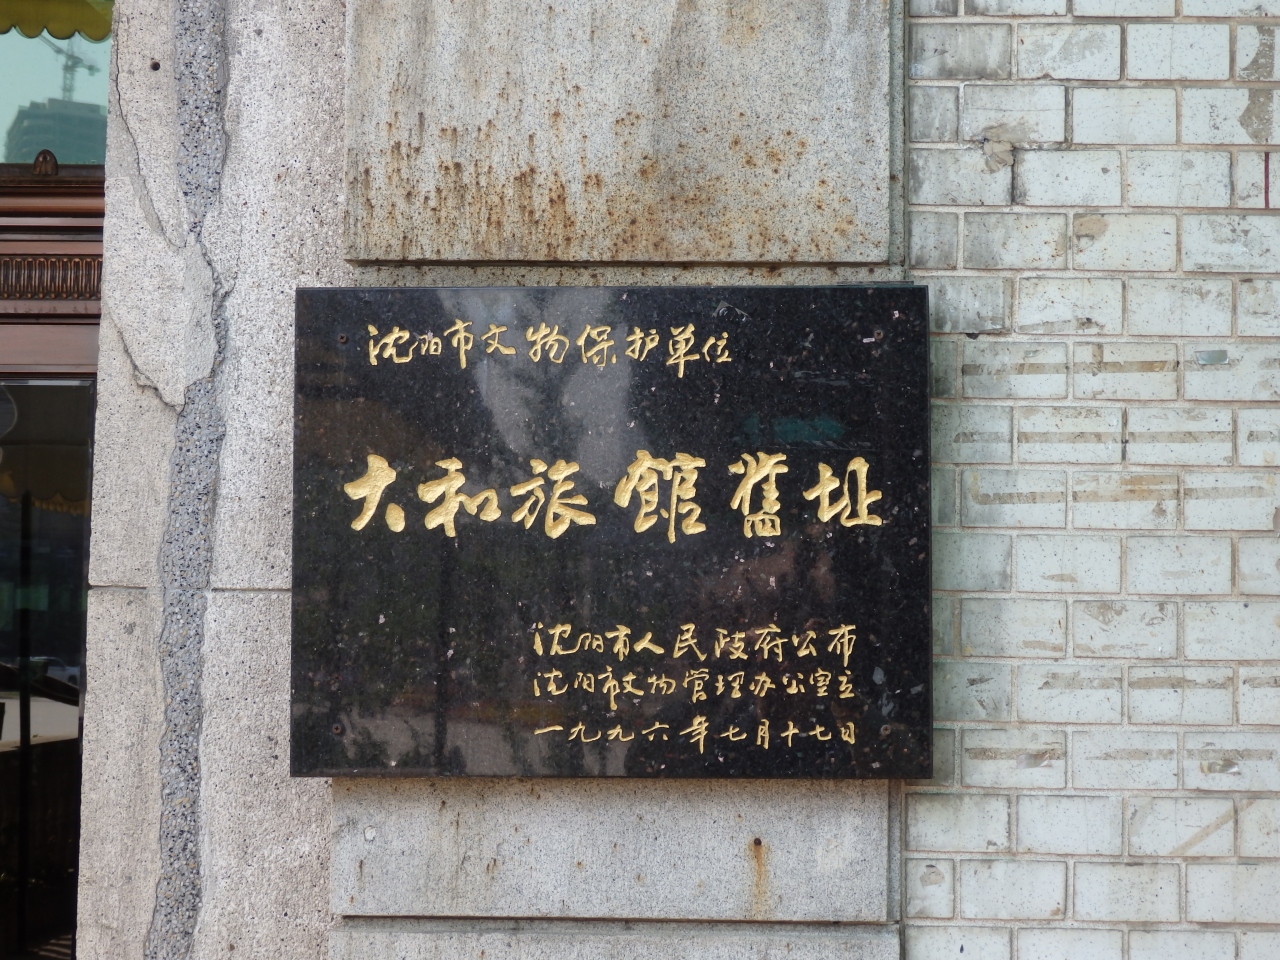 沈阳市文物保护单位
大和旅館舊址
沈阳市人民政府公布
沈阳市文物管理办公室立
一九九六年七月十七日